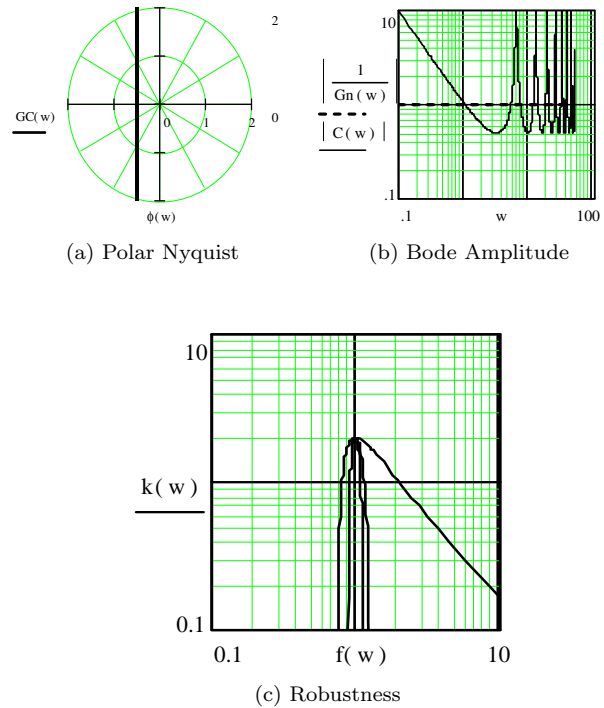 2
GC( w)
0 1 2 0
ϕ( w)
(a) Polar Nyquist
10
1
Gn( w)
C( w)
.1
.1 w 100
(b) Bode Amplitude
10
k( w)
0.1
0.1 f( w) 10
(c) Robustness